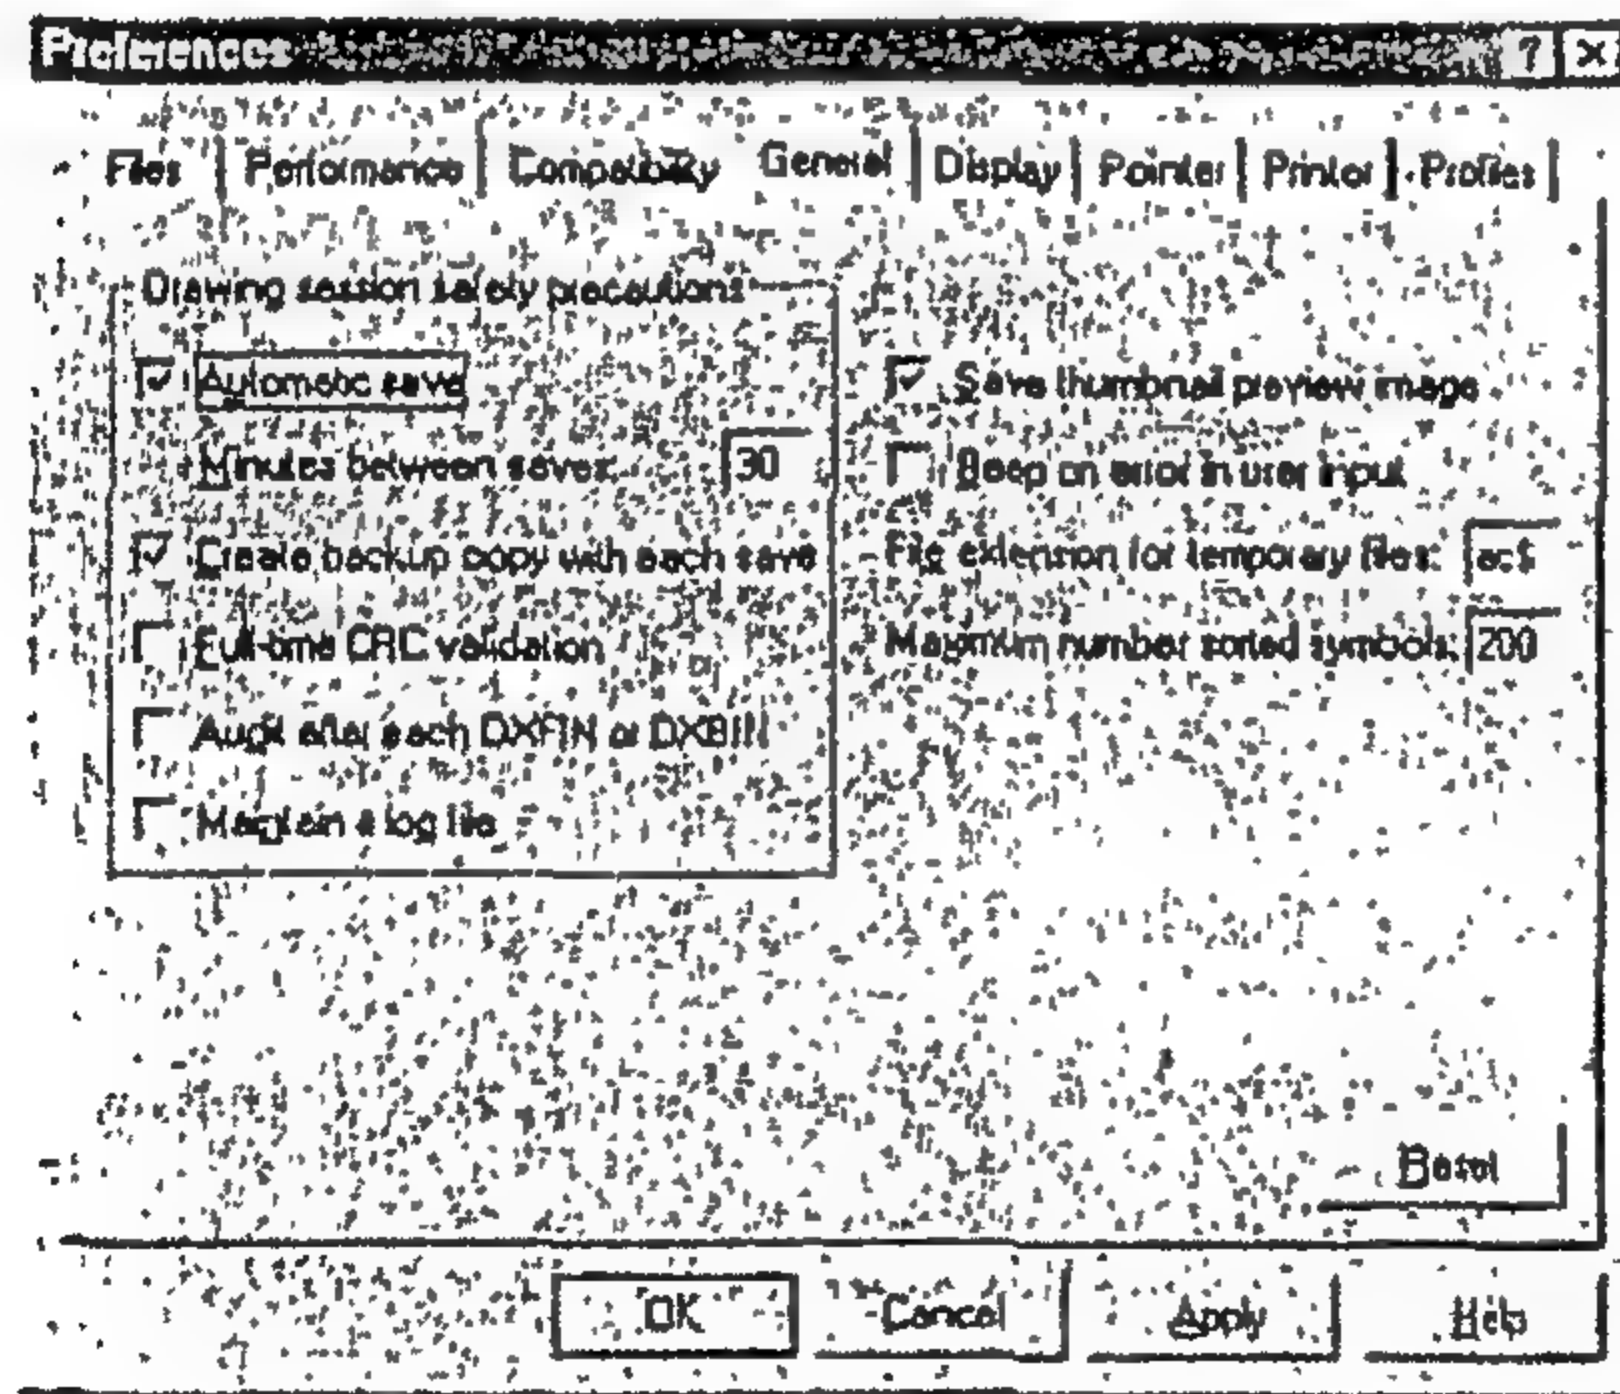 Preferences ? ×
Files Performance Compatibility General Display Pointer Printer Profiles
Drawing session safety precautions
Automatic save
Minutes between saves: 30
Create backup copy with each save
Full-time CRC validation
Audit after each DXFIN or DXBIN
Maintain a log file
Save thumbnail preview image
Beep on error in user input
File extension for temporary files: ac$
Maximum number sorted symbols: 200
Reset
OK Cancel Apply Help